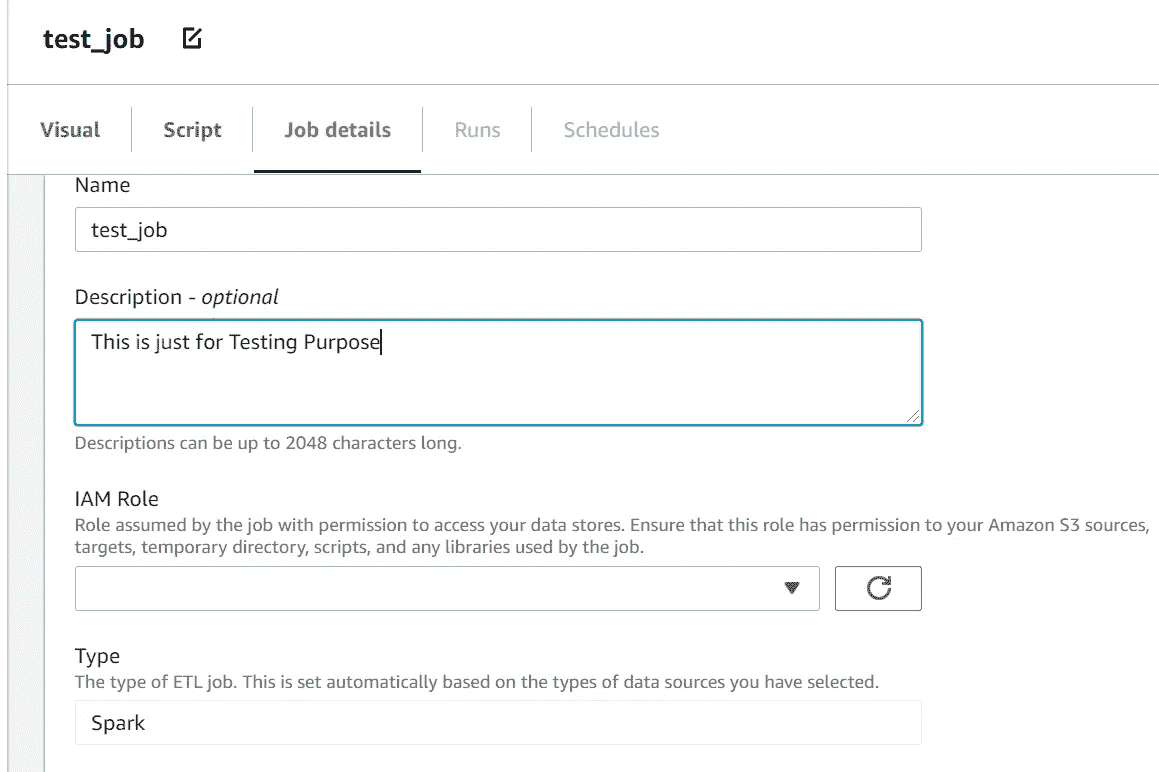 test_job
Visual
Script
Job details
Runs
Schedules
Name
test_job
Description - optional
This is just for Testing Purpose
Descriptions can be up to 2048 characters long.
IAM Role
Role assumed by the job with permission to access your data stores. Ensure that this role has permission to your Amazon S3 sources,
targets, temporary directory, scripts, and any libraries used by the job.
Type
The type of ETL job. This is set automatically based on the types of data sources you have selected.
Spark